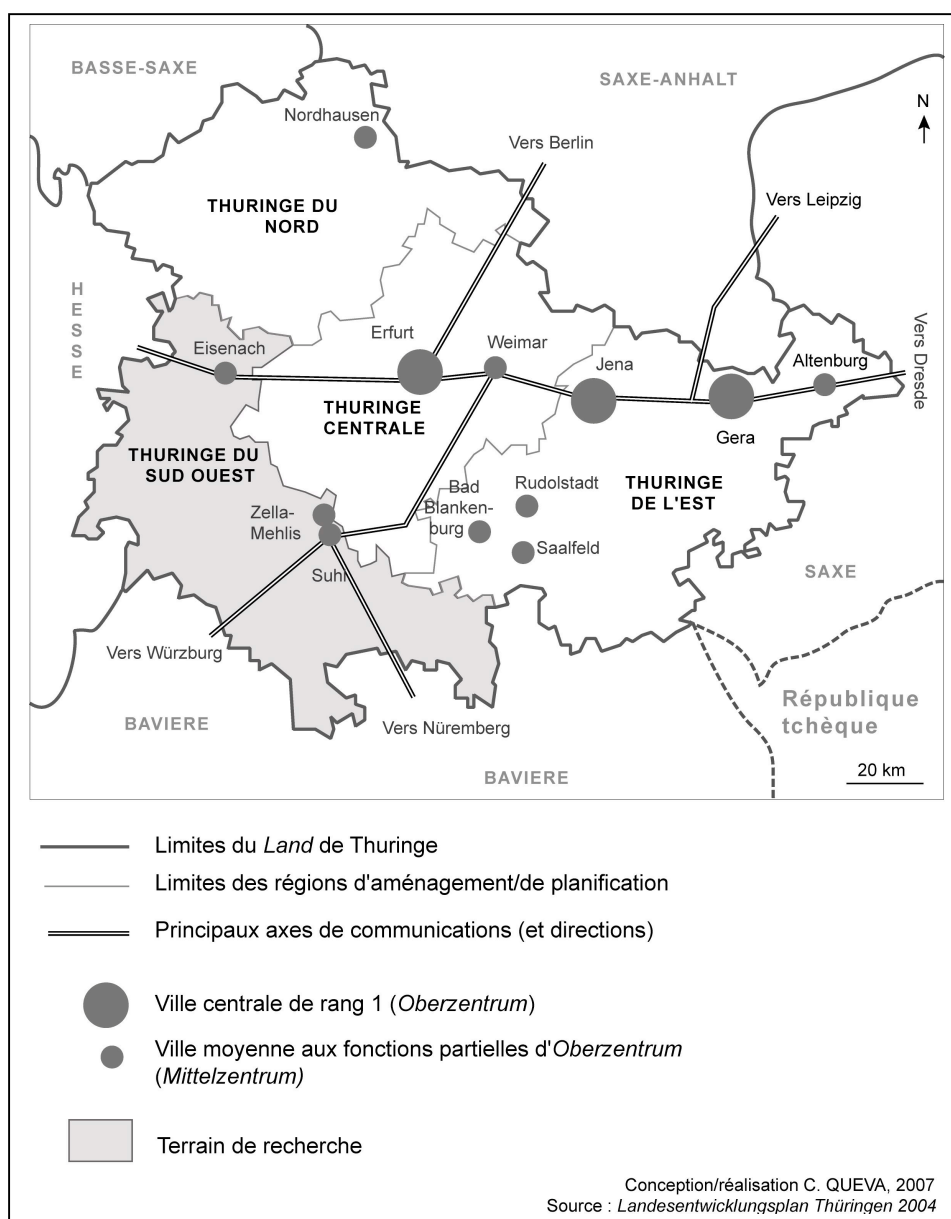 BASSE-SAXE
SAXE-ANHALT
Nordhausen
N
Vers Berlin
Vers Leipzig
THURINGE DU
NORD
HESSE
Erfurt
Weimar
Eisenach
Jena
Altenburg
Vers Dresde
THURINGE
CENTRALE
Gera
THURINGE DU
SUD OUEST
Bad
Blanken-
burg
Rudolstadt
THURINGE
DE L'EST
Zella-
Mehlis
Saalfeld
Suhl
SAXE
Vers Würzburg
République
tchèque
BAVIERE
Vers Nüremberg
20 km
BAVIERE
Limites du Land de Thuringe
Limites des régions d'aménagement/de planification
Principaux axes de communications (et directions)
Ville centrale de rang 1 (Oberzentrum)
Ville moyenne aux fonctions partielles d'Oberzentrum
(Mittelzentrum)
Terrain de recherche
Conception/réalisation C. QUEVA, 2007
Source : Landesentwicklungsplan Thüringen 2004